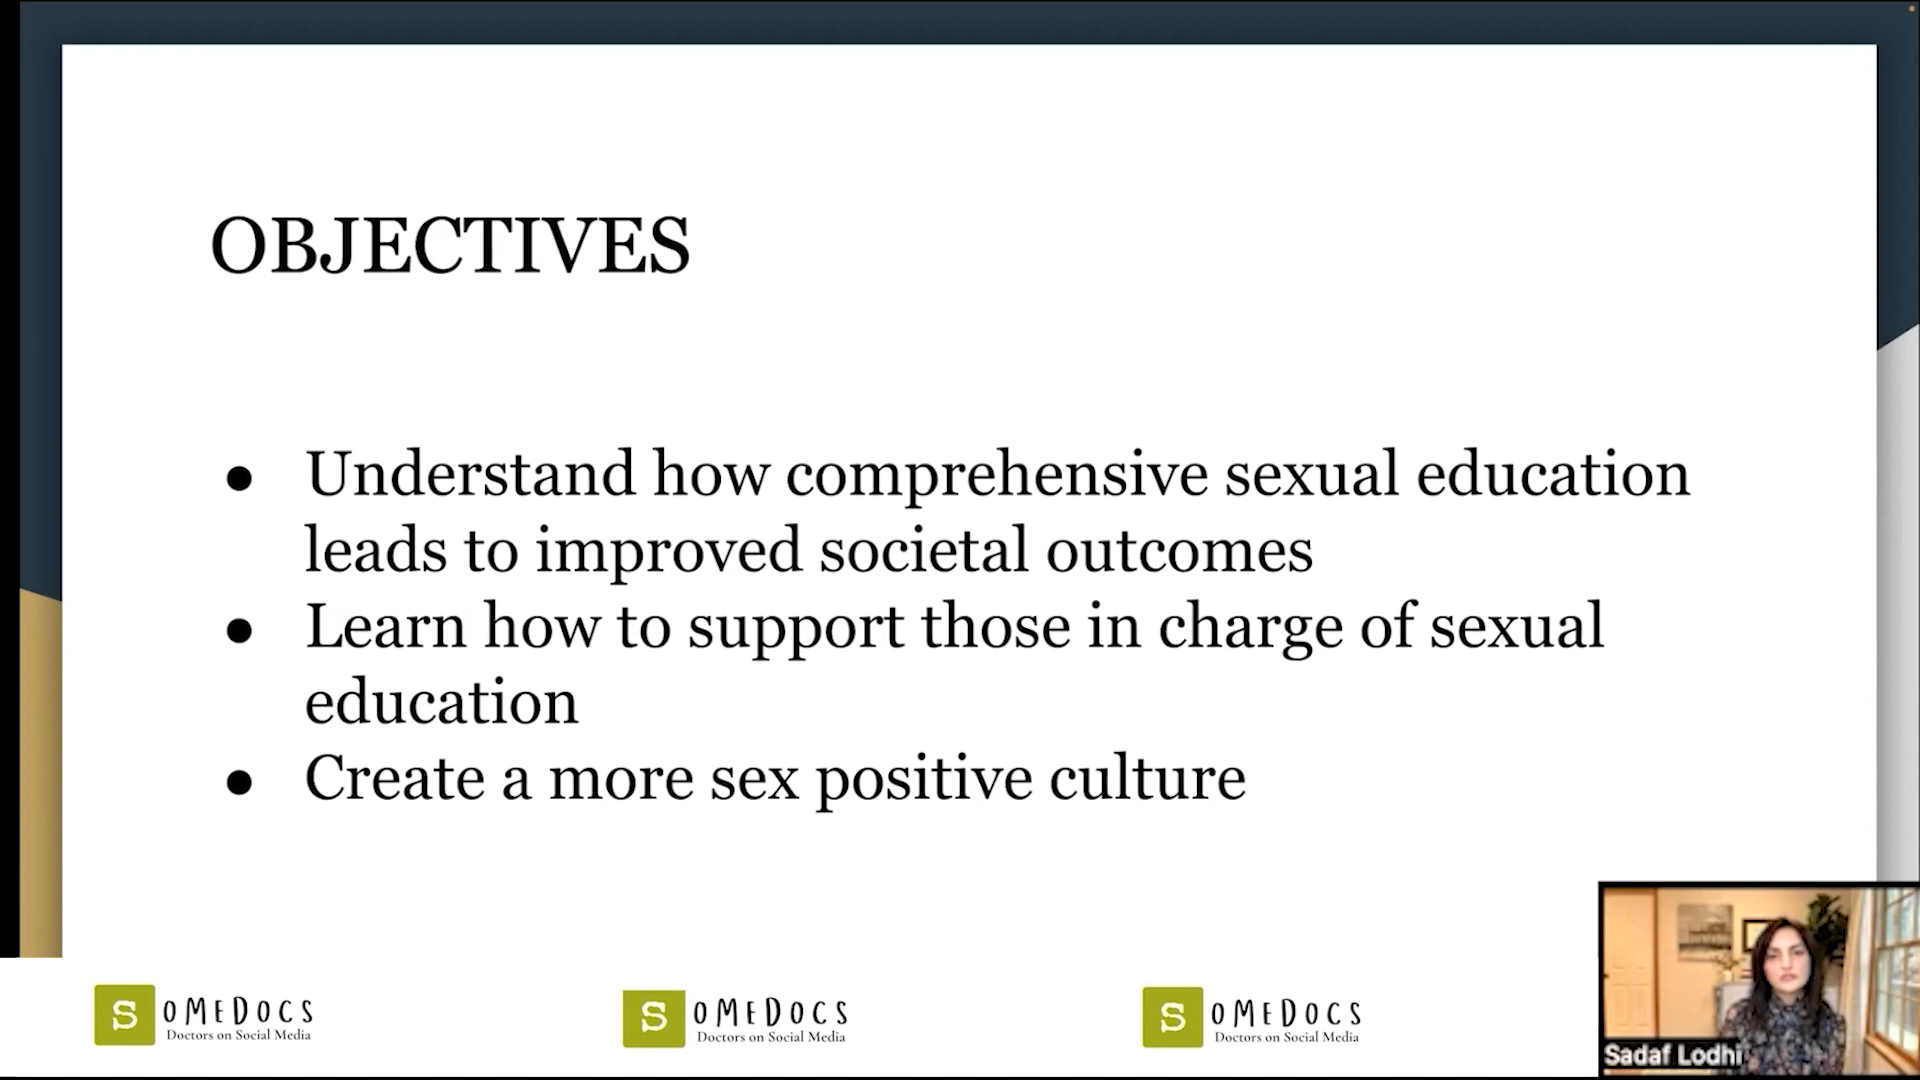 OBJECTIVES
● Understand how comprehensive sexual education
leads to improved societal outcomes
● Learn how to support those in charge of sexual
education
● Create a more sex positive culture
SOMEDOCS
Doctors on Social Media
SOMEDOCS
Doctors on Social Media
SOMEDOCS
Doctors on Social Media
Sadaf Lodhi